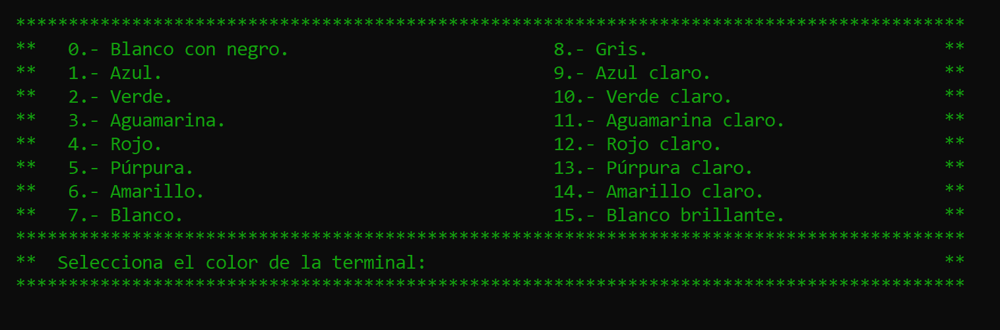 ******************************************************************************************
**   0.- Blanco con negro.                         8.- Gris.                            **
**   1.- Azul.                                     9.- Azul claro.                      **
**   2.- Verde.                                    10.- Verde claro.                    **
**   3.- Aguamarina.                               11.- Aguamarina claro.               **
**   4.- Rojo.                                     12.- Rojo claro.                     **
**   5.- Púrpura.                                  13.- Púrpura claro.                  **
**   6.- Amarillo.                                 14.- Amarillo claro.                 **
**   7.- Blanco.                                   15.- Blanco brillante.               **
******************************************************************************************
**  Selecciona el color de la terminal:                                                 **
******************************************************************************************